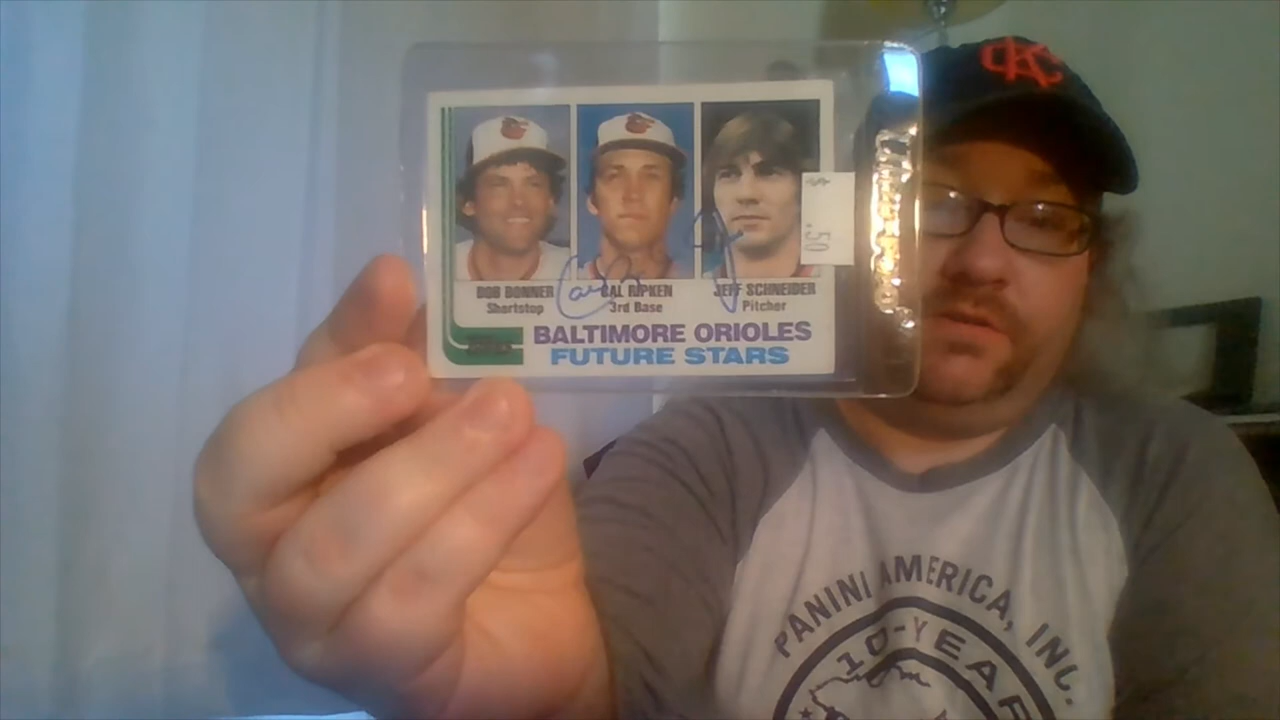 KC
$ .50
BOB BONNER
Shortstop
CAL RIPKEN
3rd Base
JEFF SCHNEIDER
Pitcher
BALTIMORE ORIOLES
FUTURE STARS
PANINI AMERICA, INC.
10-YEAR